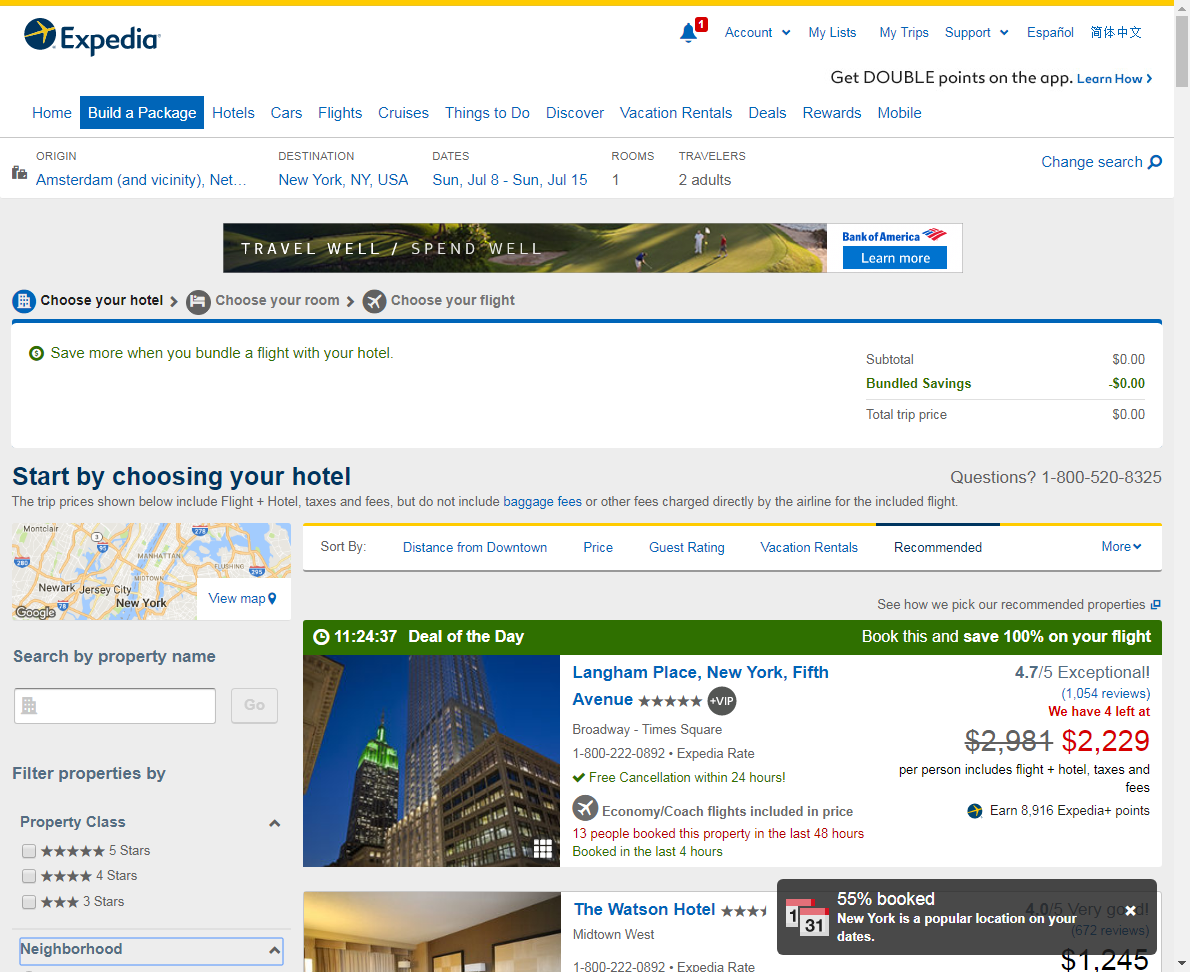 Expedia
1
Account
My Lists
My Trips
Support
Español
简体中文
Get DOUBLE points on the app. Learn How
Home
Build a Package
Hotels
Cars
Flights
Cruises
Things to Do
Discover
Vacation Rentals
Deals
Rewards
Mobile
ORIGIN
DESTINATION
DATES
ROOMS
TRAVELERS
Amsterdam (and vicinity), Net...
New York, NY, USA
Sun, Jul 8 - Sun, Jul 15
1
2 adults
Change search
TRAVEL WELL / SPEND WELL
Bank of America
Learn more
Choose your hotel
Choose your room
Choose your flight
Save more when you bundle a flight with your hotel.
Subtotal $0.00
Bundled Savings -$0.00
Total trip price $0.00
Start by choosing your hotel
Questions? 1-800-520-8325
The trip prices shown below include Flight + Hotel, taxes and fees, but do not include baggage fees or other fees charged directly by the airline for the included flight.
Montclair
3
278
95
MANHATTAN
280
FLUSHING
495
MIDTOWN
Newark
Jersey City
New York
Google
78
View map
Sort By:
Distance from Downtown
Price
Guest Rating
Vacation Rentals
Recommended
More
See how we pick our recommended properties
Search by property name
Go
Filter properties by
Property Class
5 Stars
4 Stars
3 Stars
Neighborhood
11:24:37 Deal of the Day
Book this and save 100% on your flight
Langham Place, New York, Fifth
Avenue
+VIP
Broadway - Times Square
1-800-222-0892 • Expedia Rate
Free Cancellation within 24 hours!
Economy/Coach flights included in price
13 people booked this property in the last 48 hours
Booked in the last 4 hours
4.7/5 Exceptional!
(1,054 reviews)
We have 4 left at
$2,981 $2,229
per person includes flight + hotel, taxes and
fees
Earn 8,916 Expedia+ points
The Watson Hotel
Midtown West
1-800-222-0892 • Expedia Rate
4.0/5 Very good!
(672 reviews)
$1,245
1
31
55% booked
New York is a popular location on your
dates.